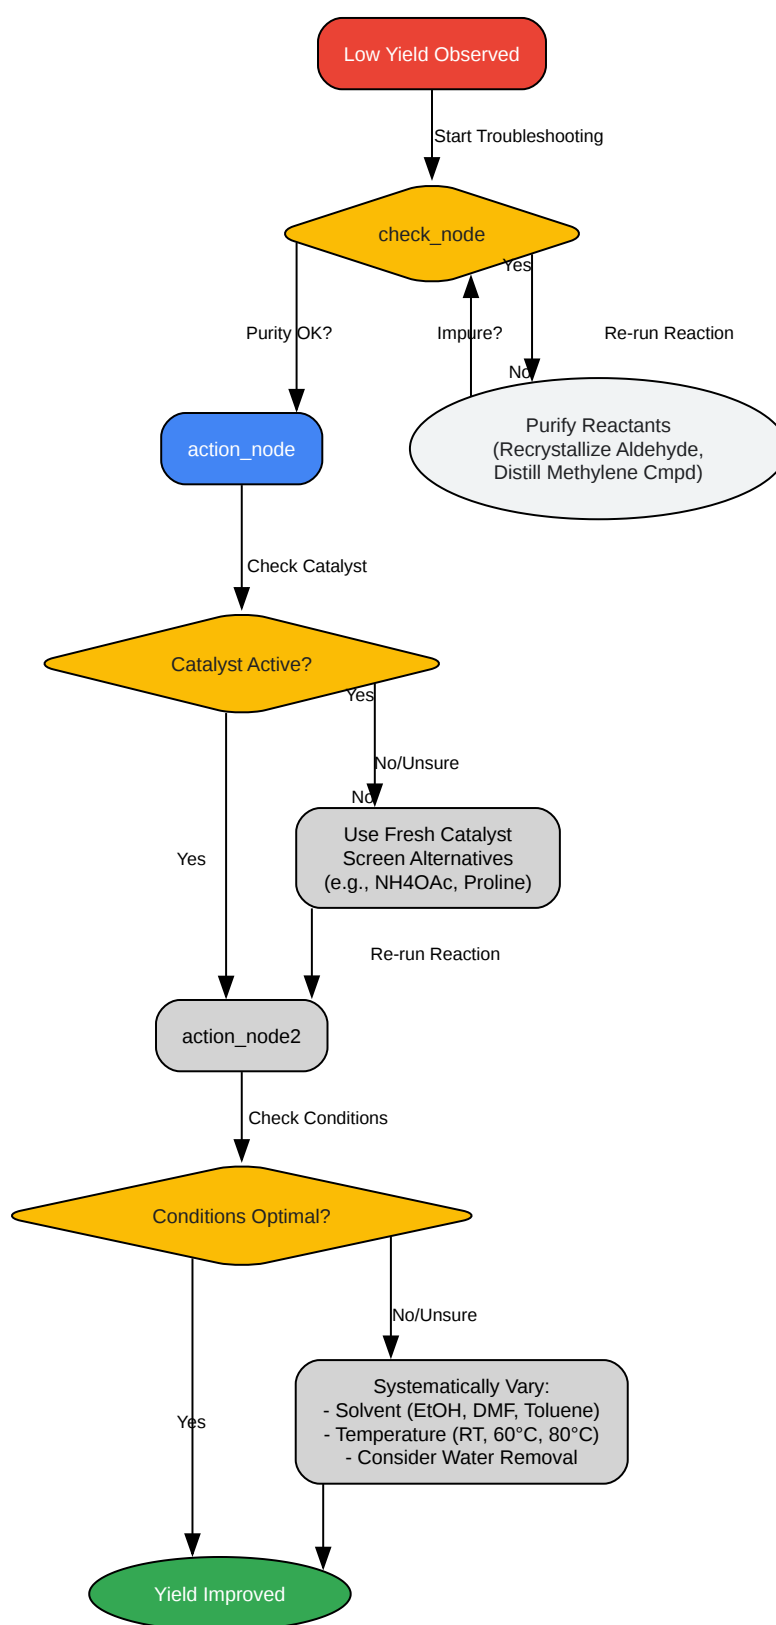 Low Yield Observed
Start Troubleshooting
check_node
Yes
Purity OK?
Impure?
Re-run Reaction
No
Purify Reactants
(Recrystallize Aldehyde,
Distill Methylene Cmpd)
action_node
Check Catalyst
Catalyst Active?
Yes
No/Unsure
No
Use Fresh Catalyst
Screen Alternatives
(e.g., NH4OAc, Proline)
Yes
Re-run Reaction
action_node2
Check Conditions
Conditions Optimal?
No/Unsure
Systematically Vary:
- Solvent (EtOH, DMF, Toluene)
- Temperature (RT, 60°C, 80°C)
- Consider Water Removal
Yes
Yield Improved